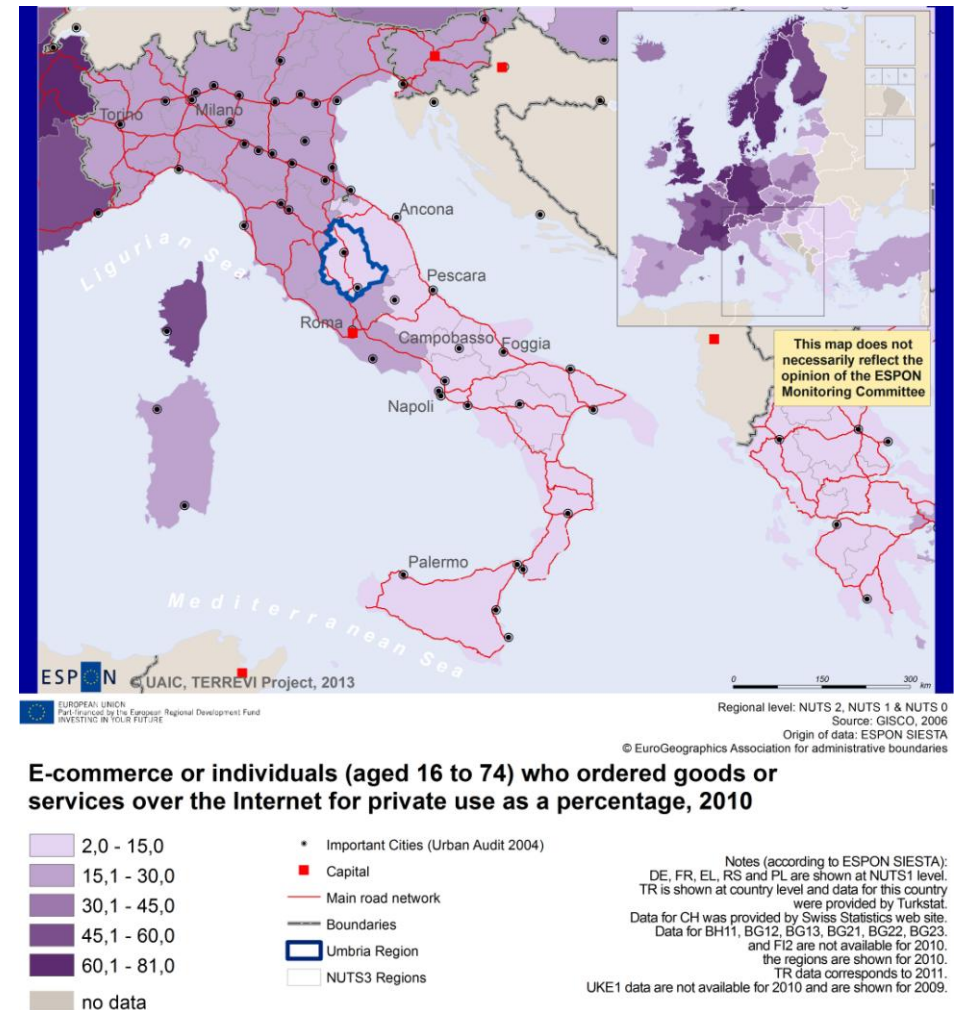 Torino
Milano
Ancona
Ligurian Sea
Pescara
Roma
Campobasso
Foggia
This map does not
necessarily reflect the
opinion of the ESPON
Monitoring Committee
Napoli
Palermo
Mediterranean Sea
ESPON
© UAIC, TERREVI Project, 2013
0 150 300
km
EUROPEAN UNION
Part-financed by the European Regional Development Fund
INVESTING IN YOUR FUTURE
Regional level: NUTS 2, NUTS 1 & NUTS 0
Source: GISCO, 2006
Origin of data: ESPON SIESTA
© EuroGeographics Association for administrative boundaries
E-commerce or individuals (aged 16 to 74) who ordered goods or
services over the Internet for private use as a percentage, 2010
2,0 - 15,0
15,1 - 30,0
30,1 - 45,0
45,1 - 60,0
60,1 - 81,0
no data
Important Cities (Urban Audit 2004)
Capital
Main road network
Boundaries
Umbria Region
NUTS3 Regions
Notes (according to ESPON SIESTA):
DE, FR, EL, RS and PL are shown at NUTS1 level.
TR is shown at country level and data for this country
were provided by Turkstat.
Data for CH was provided by Swiss Statistics web site.
Data for BH11, BG12, BG13, BG21, BG22, BG23.
and FI2 are not available for 2010.
the regions are shown for 2010.
TR data corresponds to 2011.
UKE1 data are not available for 2010 and are shown for 2009.